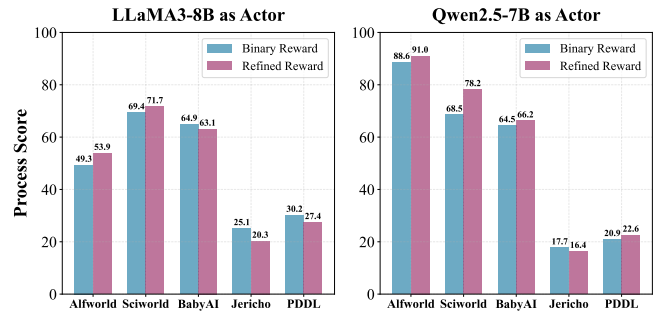 LLaMA3-8B as Actor
Process Score
100
80
60
40
20
0
Binary Reward
Refined Reward
49.3
53.9
69.4
71.7
64.9
63.1
25.1
20.3
30.2
27.4
Alfworld
Sciworld
BabyAI
Jericho
PDDL
Qwen2.5-7B as Actor
100
80
60
40
20
0
Binary Reward
Refined Reward
88.6
91.0
68.5
78.2
64.5
66.2
17.7
16.4
20.9
22.6
Alfworld
Sciworld
BabyAI
Jericho
PDDL